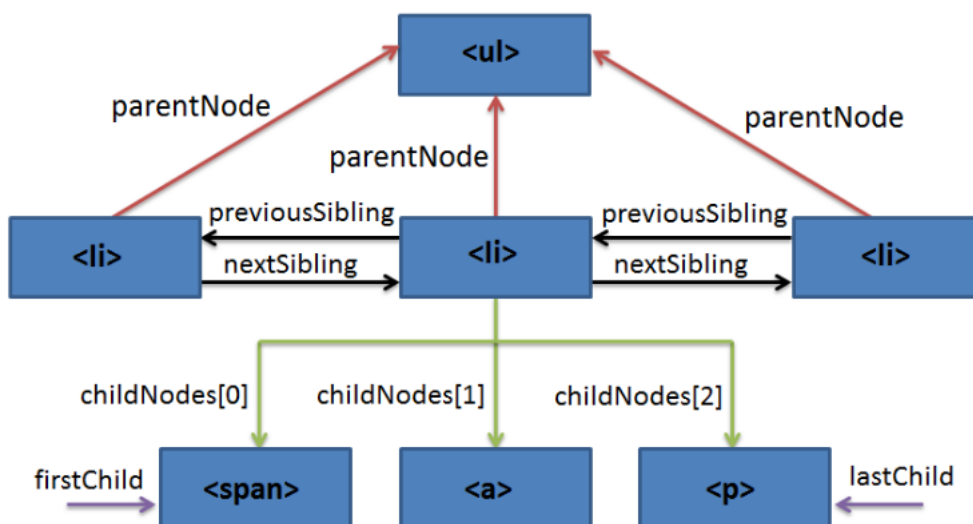 <ul>
parentNode
parentNode
parentNode
previousSibling
previousSibling
<li>
<li>
<li>
nextSibling
nextSibling
childNodes[0]
childNodes[1]
childNodes[2]
firstChild
<span>
<a>
<p>
lastChild